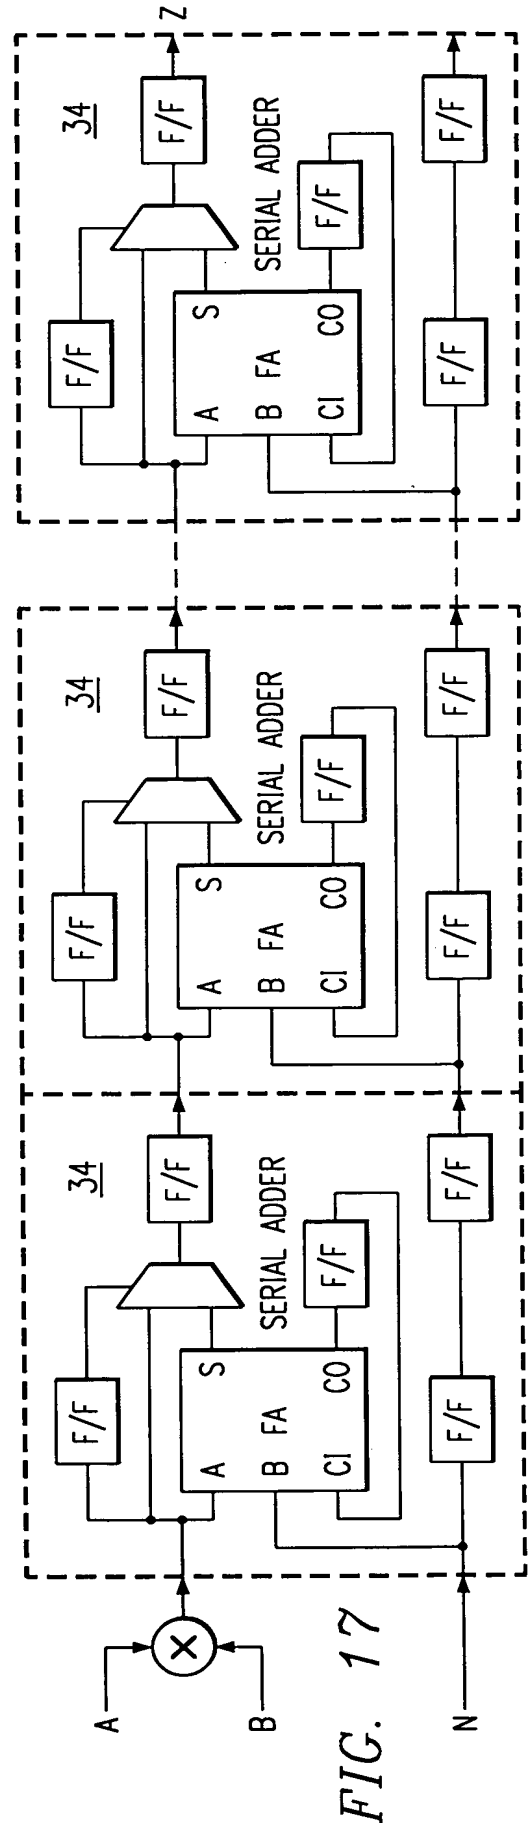 A
B
N
F/F
A
B
CI
FA
S
CO
SERIAL ADDER
F/F
F/F
34
F/F
F/F
F/F
A
B
CI
FA
S
CO
SERIAL ADDER
F/F
F/F
34
F/F
F/F
F/F
A
B
CI
FA
S
CO
SERIAL ADDER
F/F
F/F
34
F/F
F/F
Z
FIG. 17